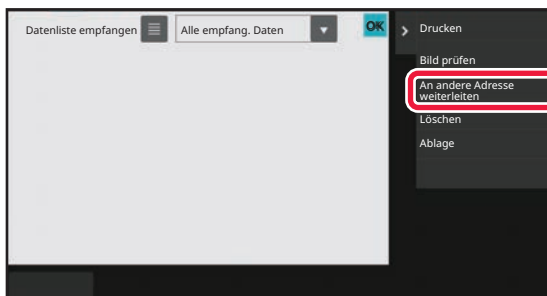 Datenliste empfangen
Alle empfang. Daten
OK
Drucken
Bild prüfen
An andere Adresse
weiterleiten
Löschen
Ablage